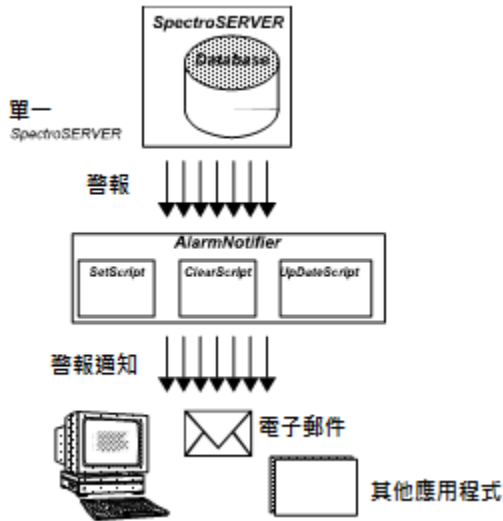 SpectroSERVER
Database
單一
SpectroSERVER
警報
AlarmNotifier
SetScript
ClearScript
UpDateScript
警報通知
電子郵件
其他應用程式